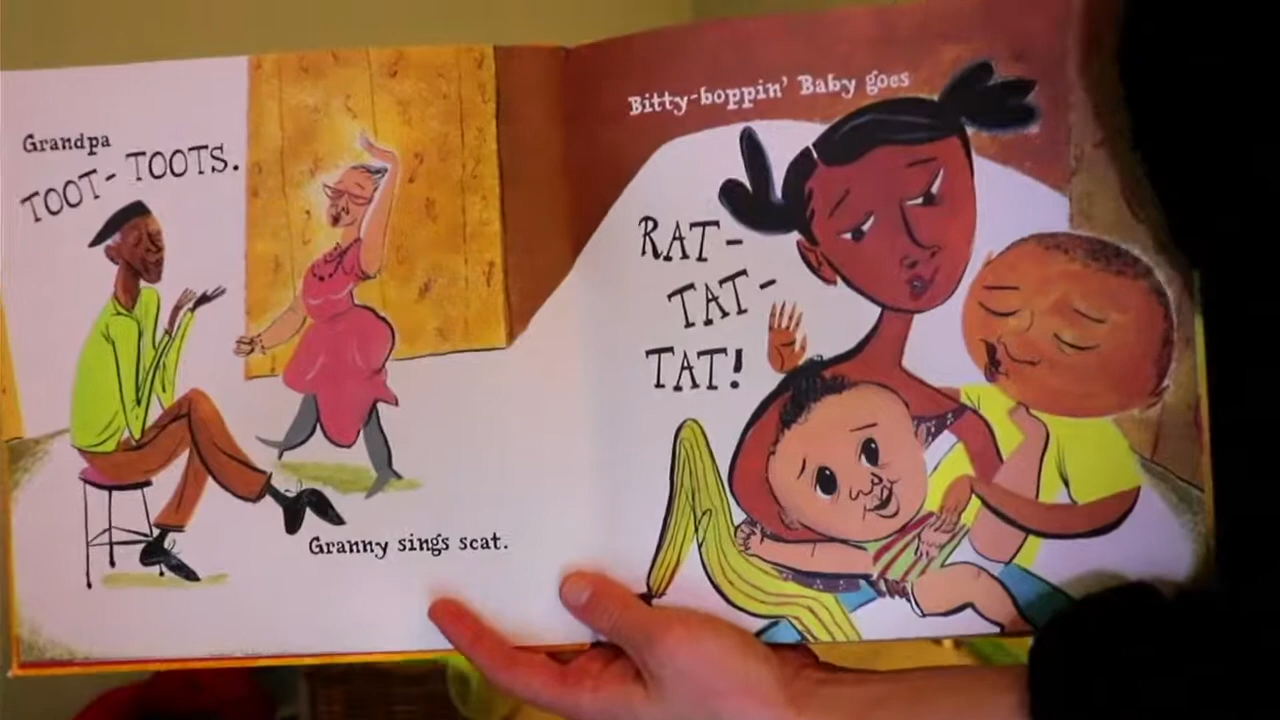 Grandpa
TOOT-TOOTS.
Granny sings scat.
Bitty-boppin' Baby goes
RAT-
TAT-
TAT!